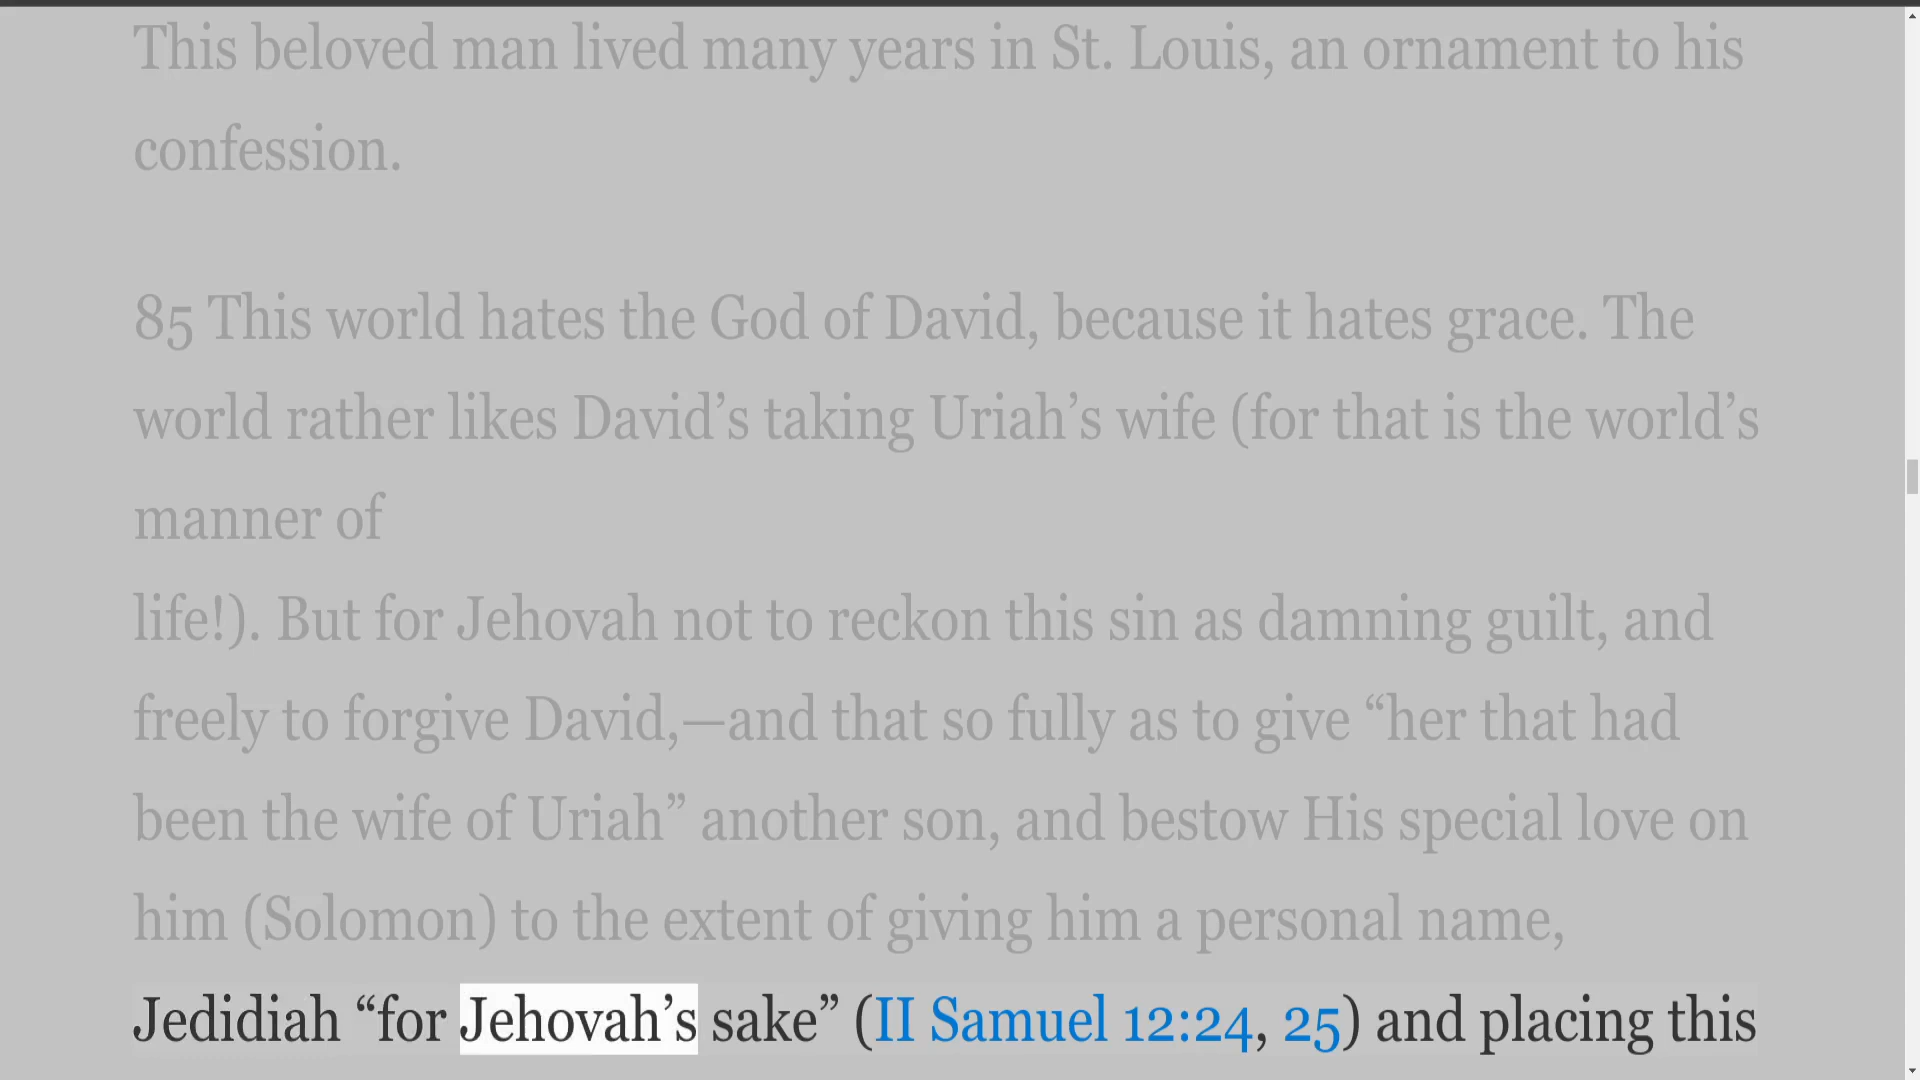 This beloved man lived many years in St. Louis, an ornament to his
confession.
85 This world hates the God of David, because it hates grace. The
world rather likes David’s taking Uriah’s wife (for that is the world’s
manner of
life!). But for Jehovah not to reckon this sin as damning guilt, and
freely to forgive David,—and that so fully as to give “her that had
been the wife of Uriah” another son, and bestow His special love on
him (Solomon) to the extent of giving him a personal name,
Jedidiah “for Jehovah’s sake” (II Samuel 12:24, 25) and placing this